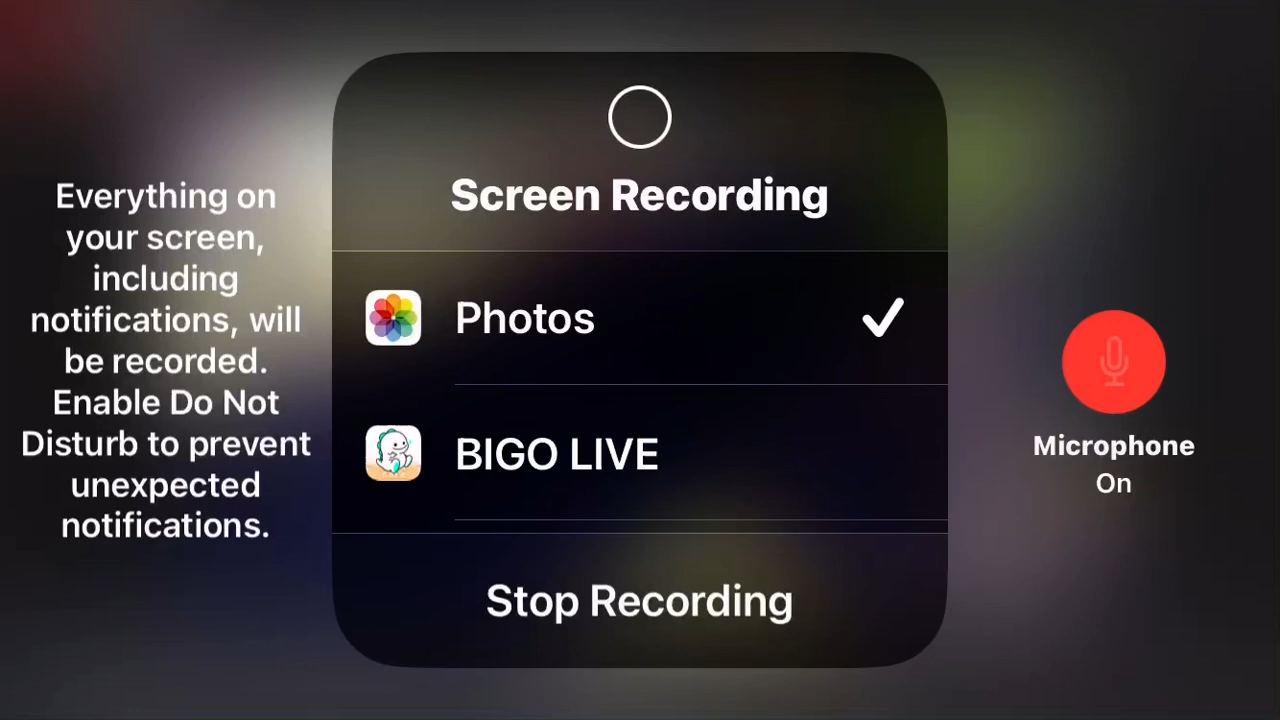 Everything on
your screen,
including
notifications, will
be recorded.
Enable Do Not
Disturb to prevent
unexpected
notifications.
Screen Recording
Photos
BIGO LIVE
Stop Recording
Microphone
On